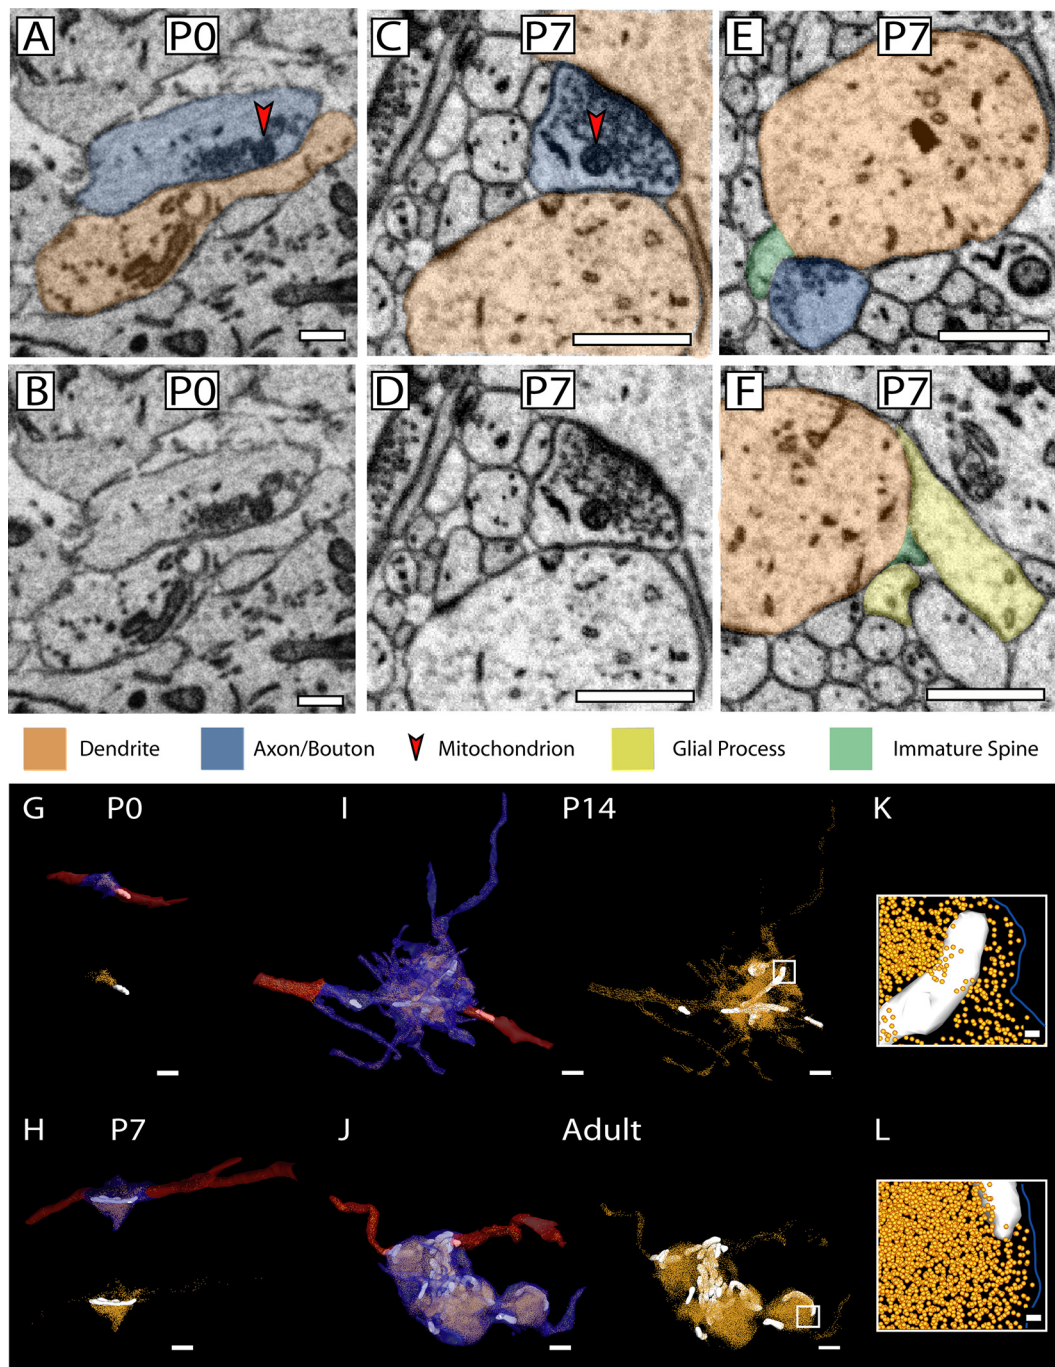 A P0 C P7 E P7
B P0 D P7 F P7
Dendrite Axon/Bouton Mitochondrion Glial Process Immature Spine
G P0 I P14 K
H P7 J Adult L